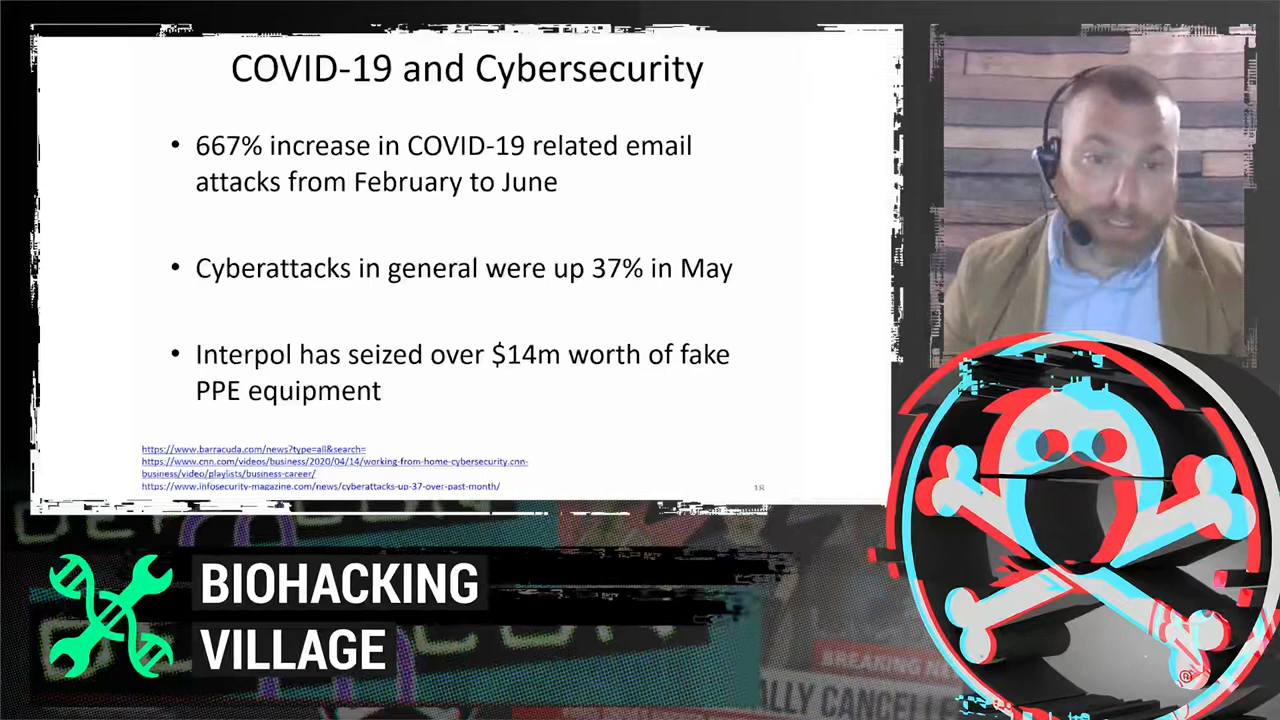 COVID-19 and Cybersecurity
• 667% increase in COVID-19 related email
attacks from February to June
• Cyberattacks in general were up 37% in May
• Interpol has seized over $14m worth of fake
PPE equipment
https://www.barracuda.com/news?type=all&search=
https://www.cnn.com/videos/business/2020/04/14/working-from-home-cybersecurity.cnn-
business/video/playlists/business-career/
https://www.infosecurity-magazine.com/news/cyberattacks-up-37-over-past-month/
18
BIOHACKING
VILLAGE
BREAKING
ALLY CANCELLE
®